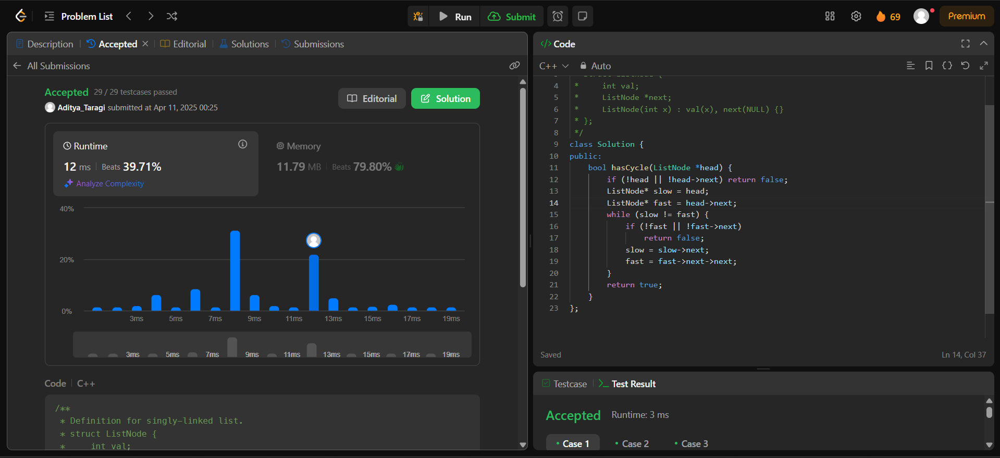 Problem List
Run
Submit
69
Premium
Description
Accepted
Editorial
Solutions
Submissions
All Submissions
Accepted 29 / 29 testcases passed
Aditya_Taragi submitted at Apr 11, 2025 00:25
Editorial
Solution
Runtime
12 ms Beats 39.71%
Analyze Complexity
Memory
11.79 MB Beats 79.80%
40%
20%
0%
3ms 5ms 7ms 9ms 11ms 13ms 15ms 17ms 19ms
3ms 5ms 7ms 9ms 11ms 13ms 15ms 17ms 19ms
Code C++
/**
* Definition for singly-linked list.
* struct ListNode {
* int val;
</> Code
C++ Auto
4 * int val;
5 * ListNode *next;
6 * ListNode(int x) : val(x), next(NULL) {}
7 * };
8 */
9 class Solution {
10 public:
11 bool hasCycle(ListNode *head) {
12 if (!head || !head->next) return false;
13 ListNode* slow = head;
14 ListNode* fast = head->next;
15 while (slow != fast) {
16 if (!fast || !fast->next)
17 return false;
18 slow = slow->next;
19 fast = fast->next->next;
20 }
21 return true;
22 }
23 };
Saved
Ln 14, Col 37
Testcase
Test Result
Accepted Runtime: 3 ms
Case 1
Case 2
Case 3